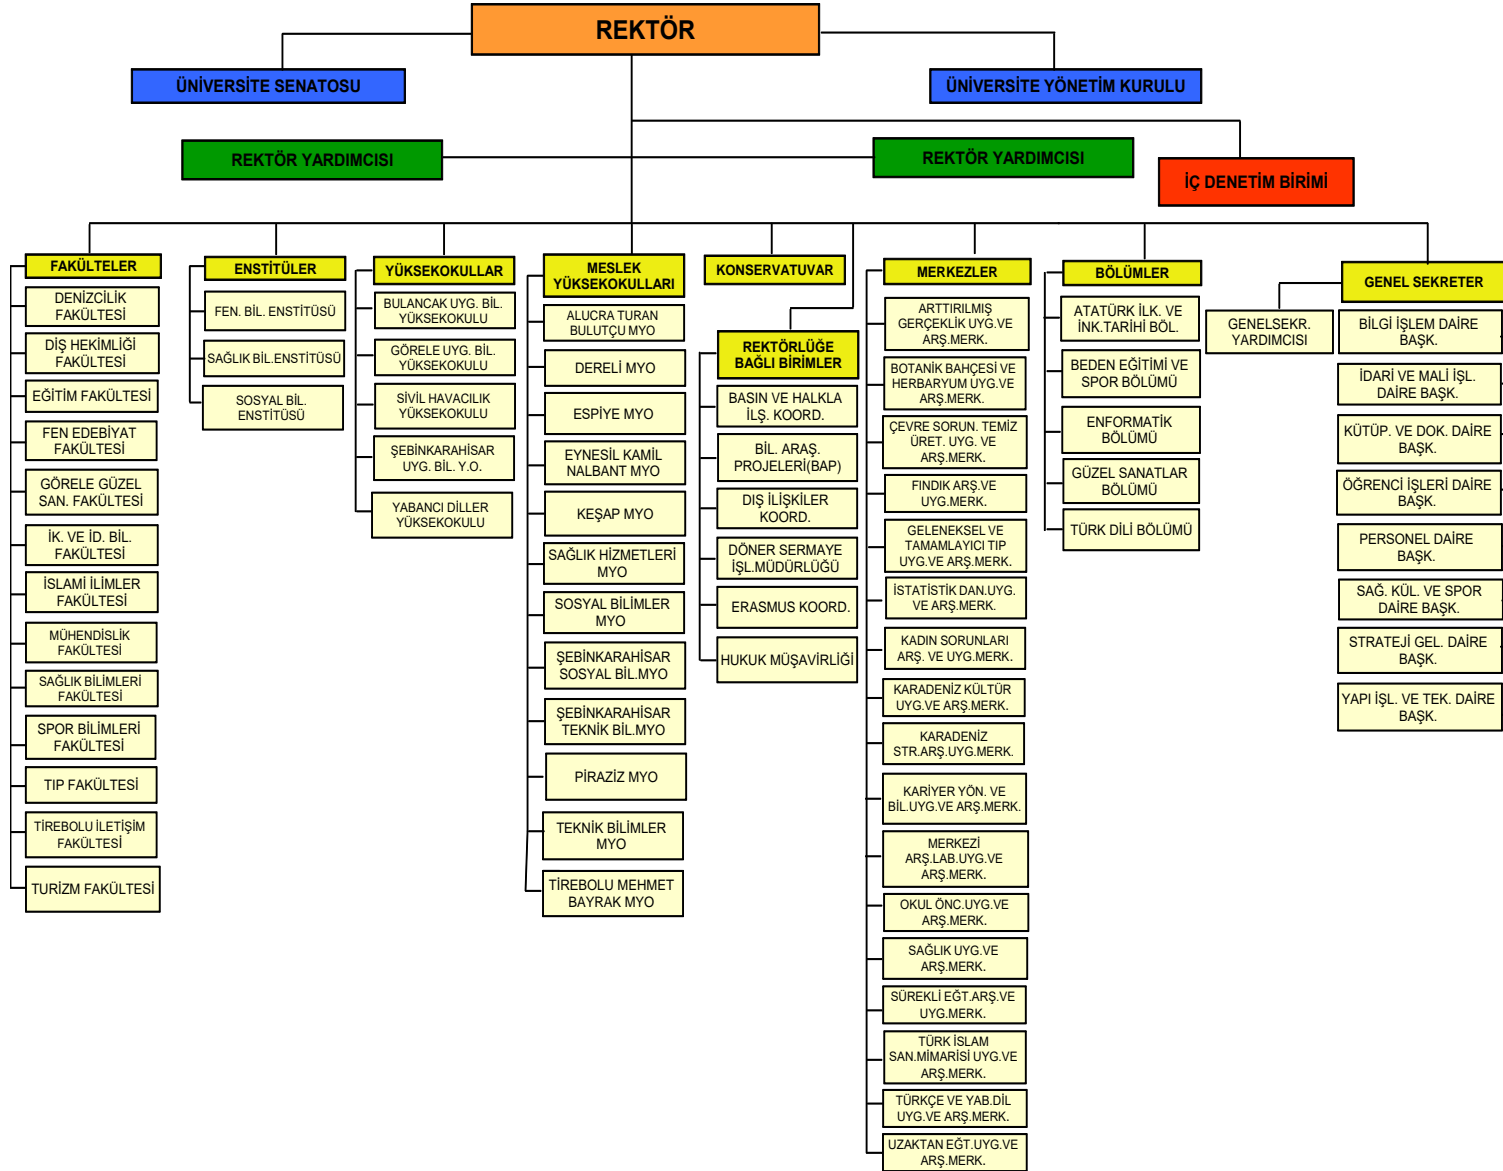 REKTÖR
ÜNİVERSİTE SENATOSU
ÜNİVERSİTE YÖNETİM KURULU
REKTÖR YARDIMCISI
REKTÖR YARDIMCISI
İÇ DENETİM BİRİMİ
FAKÜLTELER
DENİZCİLİK
FAKÜLTESİ
DİŞ HEKİMLİĞİ
FAKÜLTESİ
EĞİTİM FAKÜLTESİ
FEN EDEBİYAT
FAKÜLTESİ
GÖRELE GÜZEL
SAN. FAKÜLTESİ
İK. VE İD. BİL.
FAKÜLTESİ
İSLAMİ İLİMLER
FAKÜLTESİ
MÜHENDİSLİK
FAKÜLTESİ
SAĞLIK BİLİMLERİ
FAKÜLTESİ
SPOR BİLİMLERİ
FAKÜLTESİ
TIP FAKÜLTESİ
TİREBOLU İLETİŞİM
FAKÜLTESİ
TURİZM FAKÜLTESİ
ENSTİTÜLER
FEN. BİL. ENSTİTÜSÜ
SAĞLIK BİL.ENSTİTÜSÜ
SOSYAL BİL.
ENSTİTÜSÜ
YÜKSEKOKULLAR
BULANCAK UYG. BİL.
YÜKSEKOKULU
GÖRELE UYG. BİL.
YÜKSEKOKULU
SİVİL HAVACILIK
YÜKSEKOKULU
ŞEBİNKARAHİSAR
UYG. BİL. Y.O.
YABANCI DİLLER
YÜKSEKOKULU
MESLEK
YÜKSEKOKULLARI
ALUCRA TURAN
BULUTÇU MYO
DERELİ MYO
ESPİYE MYO
EYNESİL KAMİL
NALBANT MYO
KEŞAP MYO
SAĞLIK HİZMETLERİ
MYO
SOSYAL BİLİMLER
MYO
ŞEBİNKARAHİSAR
SOSYAL BİL.MYO
ŞEBİNKARAHİSAR
TEKNİK BİL.MYO
PİRAZİZ MYO
TEKNİK BİLİMLER
MYO
TİREBOLU MEHMET
BAYRAK MYO
KONSERVATUVAR
REKTÖRLÜĞE
BAĞLI BİRİMLER
BASIN VE HALKLA
İLŞ. KOORD.
BİL. ARAŞ.
PROJELERİ(BAP)
DIŞ İLİŞKİLER
KOORD.
DÖNER SERMAYE
İŞL.MÜDÜRLÜĞÜ
ERASMUS KOORD.
HUKUK MÜŞAVİRLİĞİ
MERKEZLER
ARTTIRILMIŞ
GERÇEKLİK UYG.VE
ARŞ.MERK.
BOTANİK BAHÇESİ VE
HERBARYUM UYG.VE
ARŞ.MERK.
ÇEVRE SORUN. TEMİZ
ÜRET. UYG. VE
ARŞ.MERK.
FINDIK ARŞ.VE
UYG.MERK.
GELENEKSEL VE
TAMAMLAYICI TIP
UYG.VE ARŞ.MERK.
İSTATİSTİK DAN.UYG.
VE ARŞ.MERK.
KADIN SORUNLARI
ARŞ. VE UYG.MERK.
KARADENİZ KÜLTÜR
UYG.VE ARŞ.MERK.
KARADENİZ
STR.ARŞ.UYG.MERK.
KARİYER YÖN. VE
BİL.UYG.VE ARŞ.MERK.
MERKEZİ
ARŞ.LAB.UYG.VE
ARŞ.MERK.
OKUL ÖNC.UYG.VE
ARŞ.MERK.
SAĞLIK UYG.VE
ARŞ.MERK.
SÜREKLİ EĞT.ARŞ.VE
UYG.MERK.
TÜRK İSLAM
SAN.MİMARİSİ UYG.VE
ARŞ.MERK.
TÜRKÇE VE YAB.DİL
UYG.VE ARŞ.MERK.
UZAKTAN EĞT.UYG.VE
ARŞ.MERK.
BÖLÜMLER
ATATÜRK İLK. VE
İNK.TARİHİ BÖL.
BEDEN EĞİTİMİ VE
SPOR BÖLÜMÜ
ENFORMATİK
BÖLÜMÜ
GÜZEL SANATLAR
BÖLÜMÜ
TÜRK DİLİ BÖLÜMÜ
GENEL SEKRETER
GENELSEKR.
YARDIMCISI
BİLGİ İŞLEM DAİRE
BAŞK.
İDARİ VE MALİ İŞL.
DAİRE BAŞK.
KÜTÜP. VE DOK. DAİRE
BAŞK.
ÖĞRENCİ İŞLERİ DAİRE
BAŞK.
PERSONEL DAİRE
BAŞK.
SAĞ. KÜL. VE SPOR
DAİRE BAŞK.
STRATEJİ GEL. DAİRE
BAŞK.
YAPI İŞL. VE TEK. DAİRE
BAŞK.